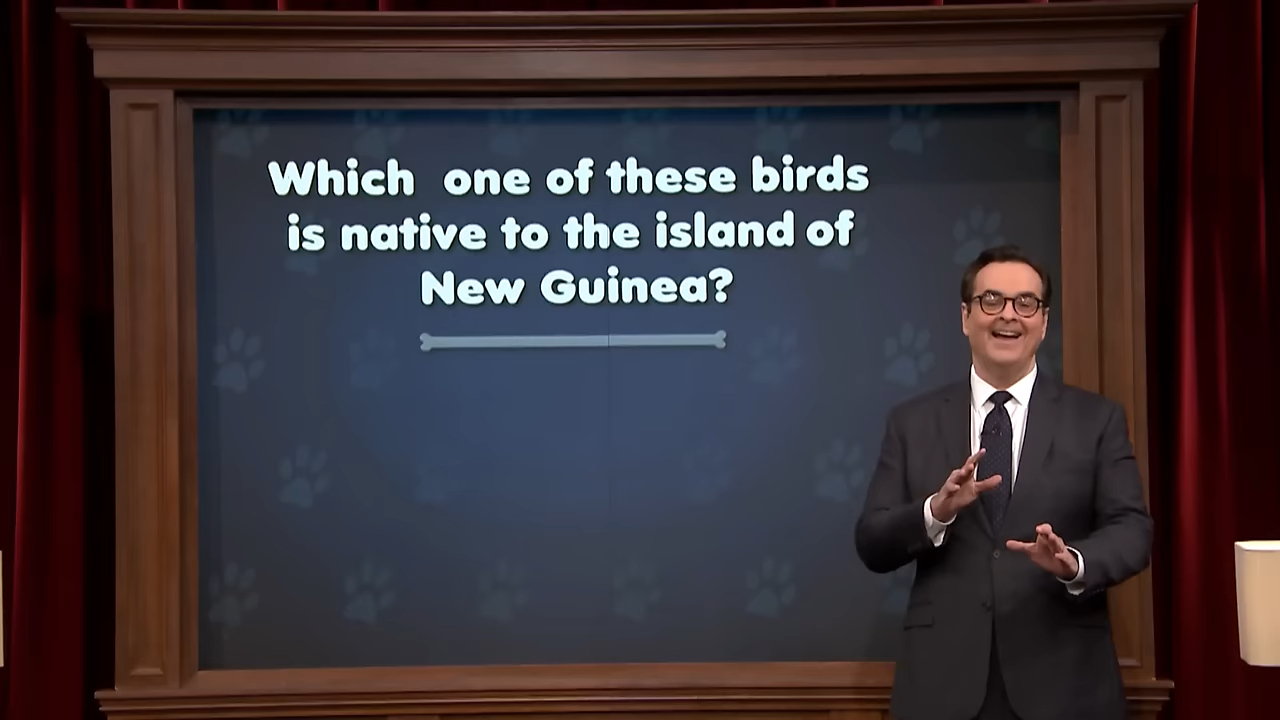 Which one of these birds
is native to the island of
New Guinea?